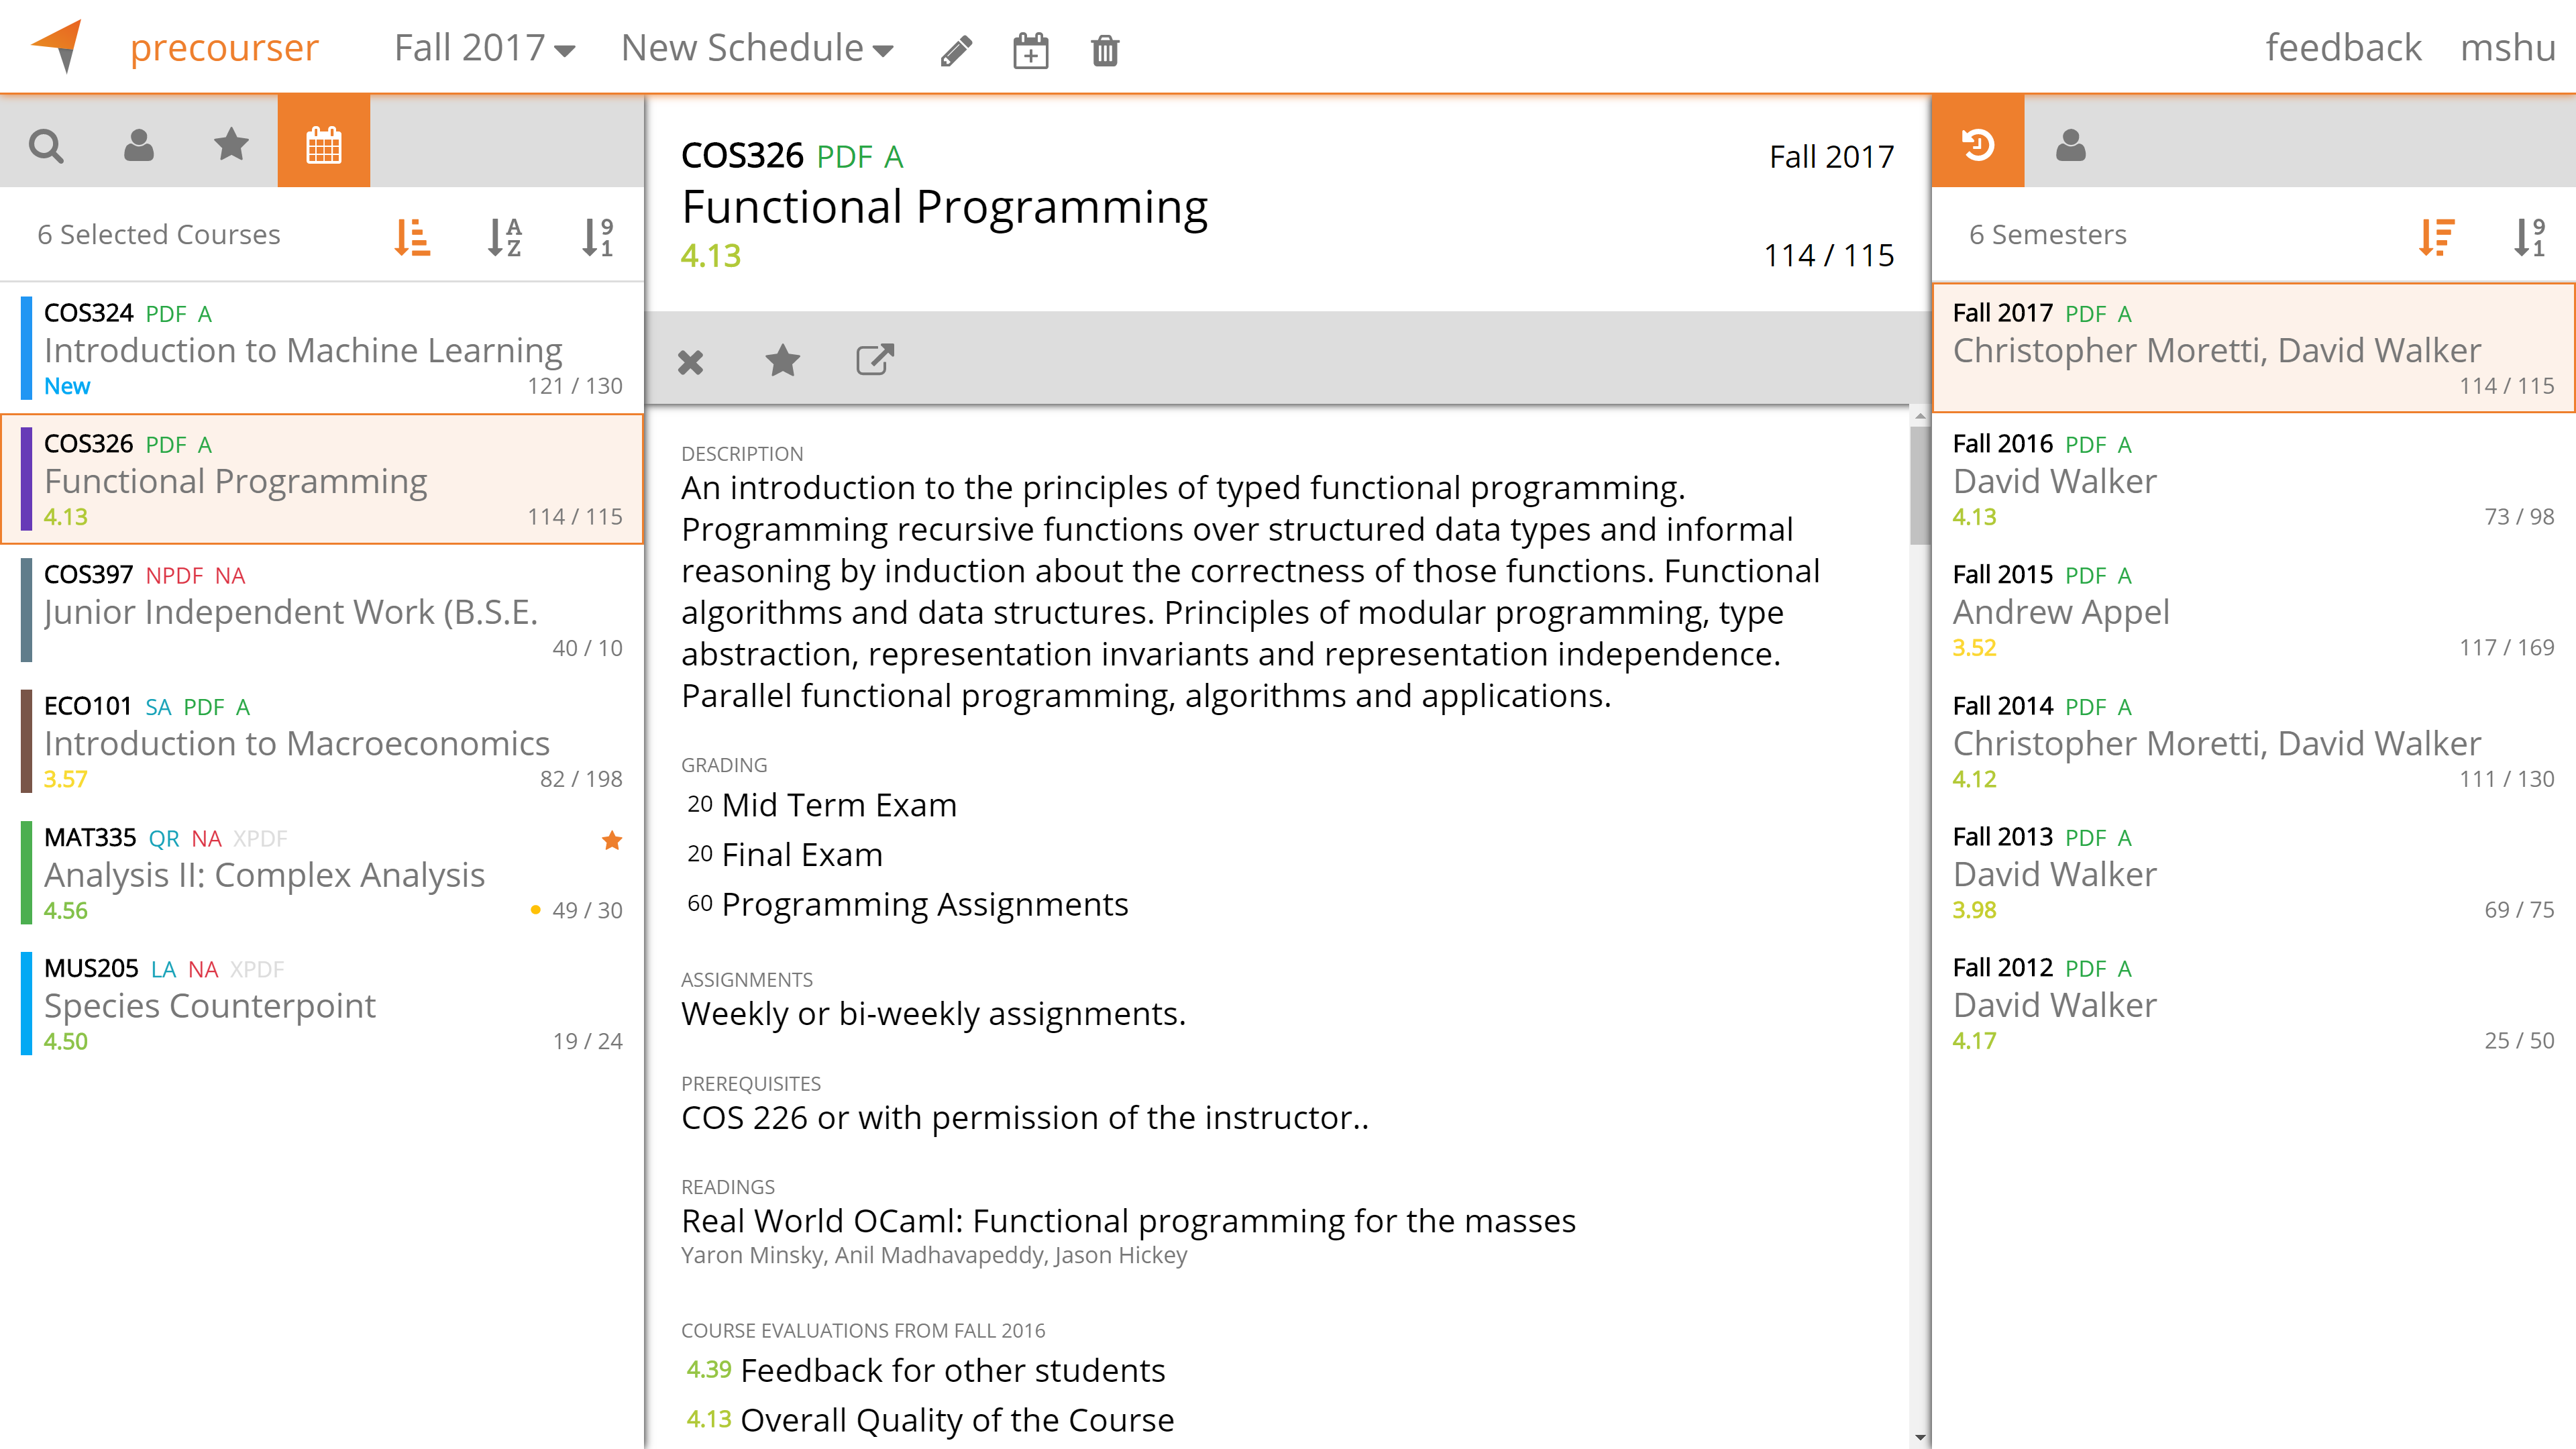 precourser
Fall 2017
New Schedule
feedback
mshu
6 Selected Courses
COS324 PDF A
Introduction to Machine Learning
New 121 / 130
COS326 PDF A
Functional Programming
4.13 114 / 115
COS397 NPDF NA
Junior Independent Work (B.S.E.
40 / 10
ECO101 SA PDF A
Introduction to Macroeconomics
3.57 82 / 198
MAT335 QR NA XPDF
Analysis II: Complex Analysis
4.56 49 / 30
MUS205 LA NA XPDF
Species Counterpoint
4.50 19 / 24
COS326 PDF A Fall 2017
Functional Programming
4.13 114 / 115
DESCRIPTION
An introduction to the principles of typed functional programming.
Programming recursive functions over structured data types and informal
reasoning by induction about the correctness of those functions. Functional
algorithms and data structures. Principles of modular programming, type
abstraction, representation invariants and representation independence.
Parallel functional programming, algorithms and applications.
GRADING
20 Mid Term Exam
20 Final Exam
60 Programming Assignments
ASSIGNMENTS
Weekly or bi-weekly assignments.
PREREQUISITES
COS 226 or with permission of the instructor..
READINGS
Real World OCaml: Functional programming for the masses
Yaron Minsky, Anil Madhavapeddy, Jason Hickey
COURSE EVALUATIONS FROM FALL 2016
4.39 Feedback for other students
4.13 Overall Quality of the Course
6 Semesters
Fall 2017 PDF A
Christopher Moretti, David Walker
114 / 115
Fall 2016 PDF A
David Walker
4.13 73 / 98
Fall 2015 PDF A
Andrew Appel
3.52 117 / 169
Fall 2014 PDF A
Christopher Moretti, David Walker
4.12 111 / 130
Fall 2013 PDF A
David Walker
3.98 69 / 75
Fall 2012 PDF A
David Walker
4.17 25 / 50